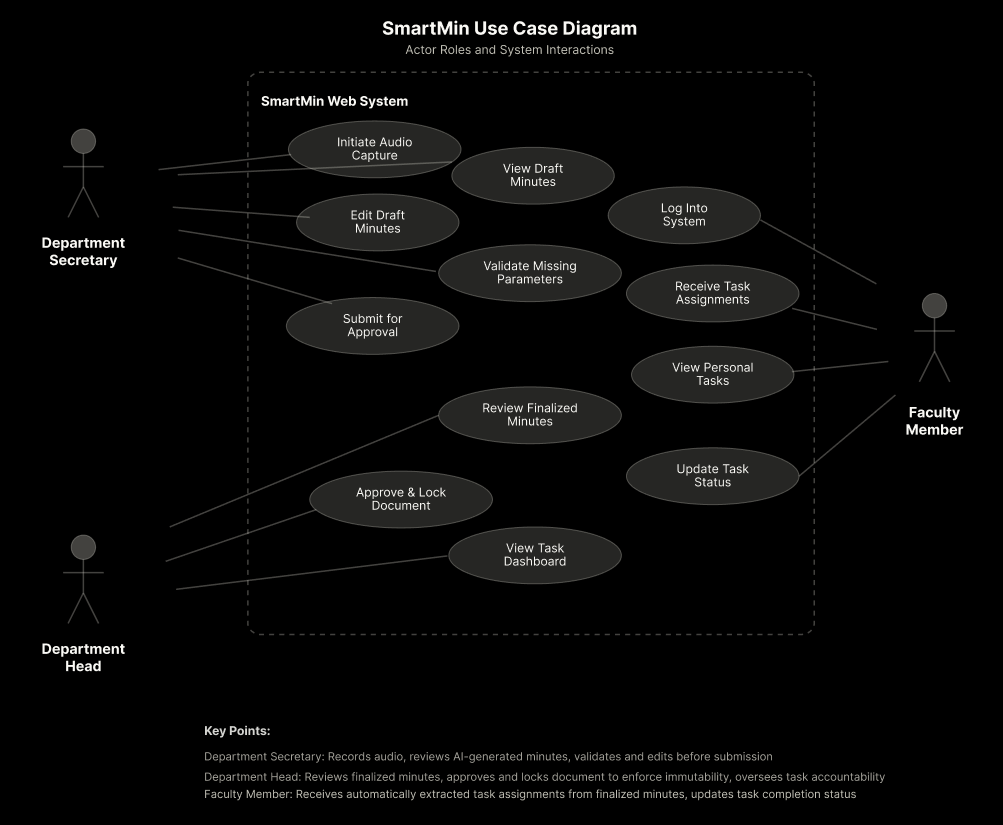 SmartMin Use Case Diagram
Actor Roles and System Interactions
SmartMin Web System
Initiate Audio
Capture
View Draft
Minutes
Edit Draft
Minutes
Log Into
System
Department
Secretary
Validate Missing
Parameters
Receive Task
Assignments
Submit for
Approval
View Personal
Tasks
Review Finalized
Minutes
Faculty
Member
Update Task
Status
Approve & Lock
Document
View Task
Dashboard
Department
Head
Key Points:
Department Secretary: Records audio, reviews AI-generated minutes, validates and edits before submission
Department Head: Reviews finalized minutes, approves and locks document to enforce immutability, oversees task accountability
Faculty Member: Receives automatically extracted task assignments from finalized minutes, updates task completion status